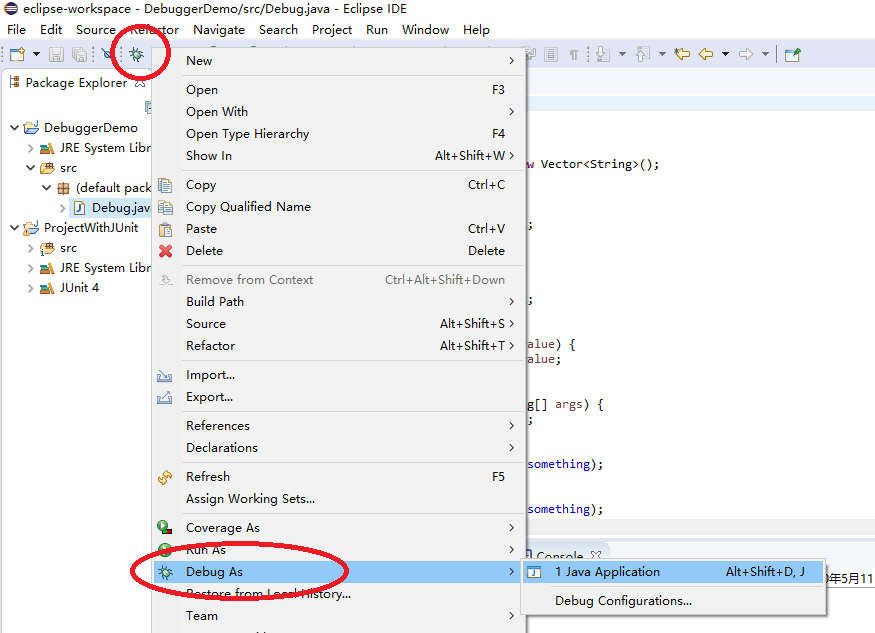 eclipse-workspace - DebuggerDemo/src/Debug.java - Eclipse IDE
File Edit Source Refactor Navigate Search Project Run Window Help
Package Explorer
DebuggerDemo
JRE System Libr
src
(default pack
Debug.java
ProjectWithJUnit
src
JRE System Libr
JUnit 4
New
Open F3
Open With
Open Type Hierarchy F4
Show In Alt+Shift+W
Copy Ctrl+C
Copy Qualified Name
Paste Ctrl+V
Delete Delete
Remove from Context Ctrl+Alt+Shift+Down
Build Path
Source Alt+Shift+S
Refactor Alt+Shift+T
Import...
Export...
References
Declarations
Refresh F5
Assign Working Sets...
Coverage As
Run As
Debug As
Restore from Local History...
Team
w Vector<String>();
;
;
alue) {
alue;
g[] args) {
;
something);
something);
Console
1 Java Application Alt+Shift+D, J
Debug Configurations...
0年5月11